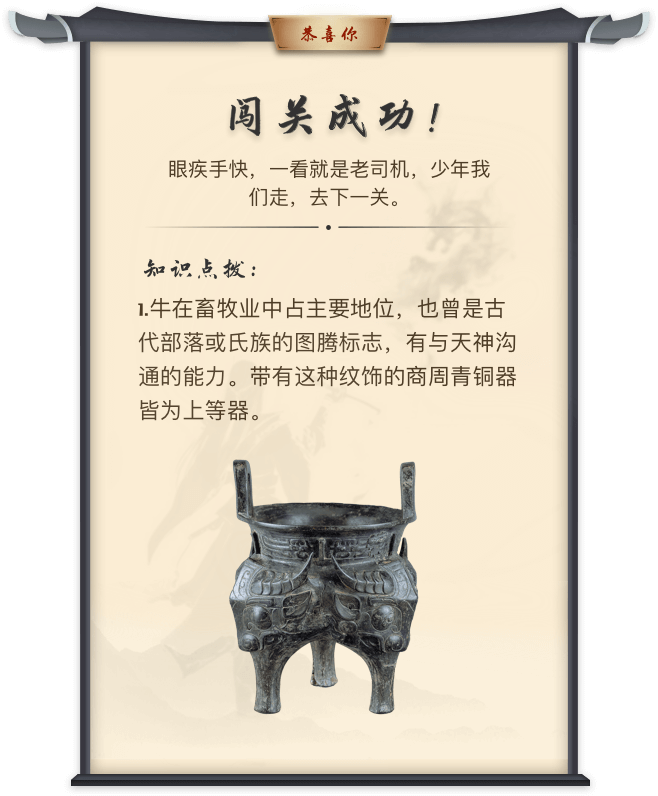 恭喜你
闯关成功！
眼疾手快，一看就是老司机，少年我
们走，去下一关。
知识点拨：
1.牛在畜牧业中占主要地位，也曾是古
代部落或氏族的图腾标志，有与天神沟
通的能力。带有这种纹饰的商周青铜器
皆为上等器。